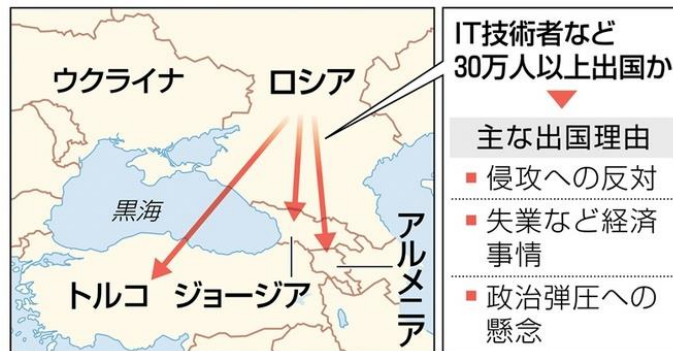 ウクライナ
ロシア
黒海
トルコ
ジョージア
アルメニア
IT技術者など
30万人以上出国か
主な出国理由
■ 侵攻への反対
■ 失業など経済
事情
■ 政治弾圧への
懸念